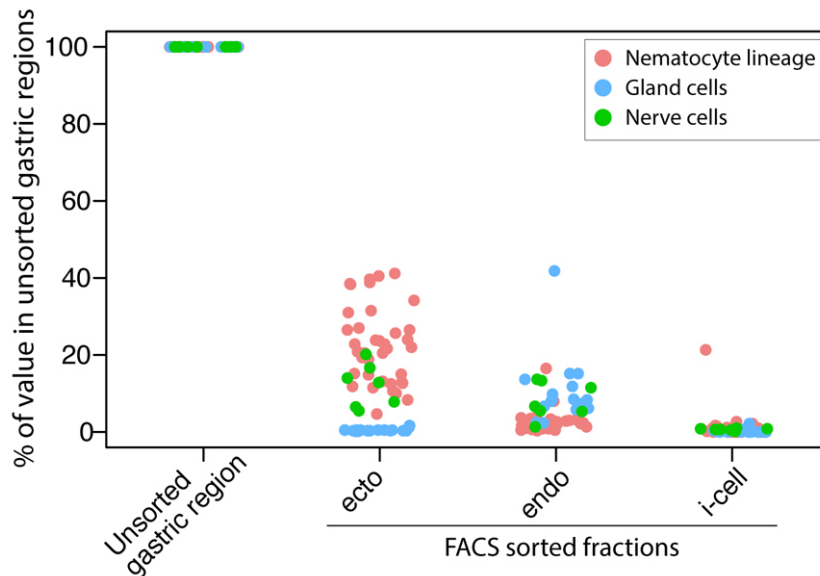 % of value in unsorted gastric regions
100
80
60
40
20
0
Nematocyte lineage
Gland cells
Nerve cells
Unsorted
gastric region
ecto
endo
i-cell
FACS sorted fractions